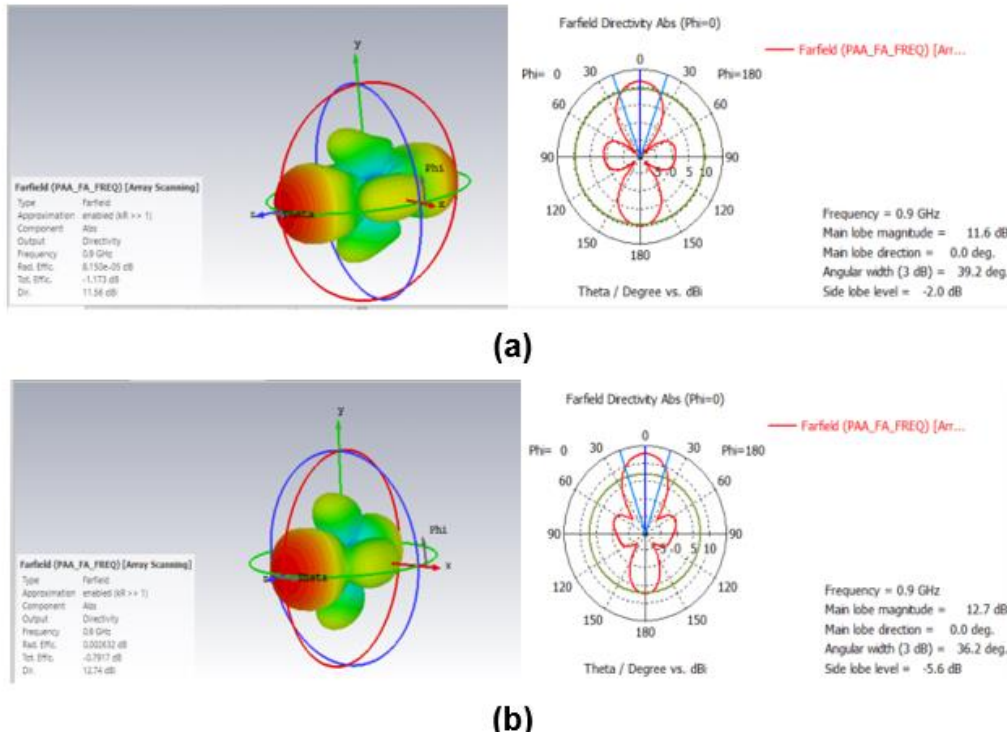 y
Phi
x
z
Theta
Farfield (PAA_FA_FREQ) [Array Scanning]
Type Farfield
Approximation enabled (kR >> 1)
Component Abs
Output Directivity
Frequency 0.9 GHz
Rad. Effic. 8.150e-05 dB
Tot. Effic. -1.173 dB
Dir. 11.56 dBi
Farfield Directivity Abs (Phi=0)
Farfield (PAA_FA_FREQ) [Arr...
0
Phi= 0 30 30 Phi=180
60 60
90 -5 0 5 10 90
120 120
150 150
180
Theta / Degree vs. dBi
Frequency = 0.9 GHz
Main lobe magnitude = 11.6 dB
Main lobe direction = 0.0 deg.
Angular width (3 dB) = 39.2 deg.
Side lobe level = -2.0 dB
(a)
y
Phi
x
Theta
Farfield (PAA_FA_FREQ) [Array Scanning]
Type Farfield
Approximation enabled (kR >> 1)
Component Abs
Output Directivity
Frequency 0.9 GHz
Rad. Effic. 0.002632 dB
Tot. Effic. -0.7917 dB
Dir. 12.74 dBi
Farfield Directivity Abs (Phi=0)
Farfield (PAA_FA_FREQ) [Arr...
0
Phi= 0 30 30 Phi=180
60 60
90 -5 0 5 10 90
120 120
150 150
180
Theta / Degree vs. dBi
Frequency = 0.9 GHz
Main lobe magnitude = 12.7 dB
Main lobe direction = 0.0 deg.
Angular width (3 dB) = 36.2 deg.
Side lobe level = -5.6 dB
(b)